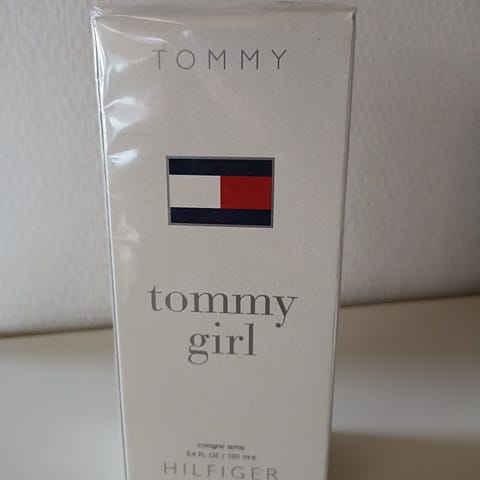 TOMMY
tommy
girl
cologne spray
3.4 FL. OZ / 100 ml ℮
HILFIGER